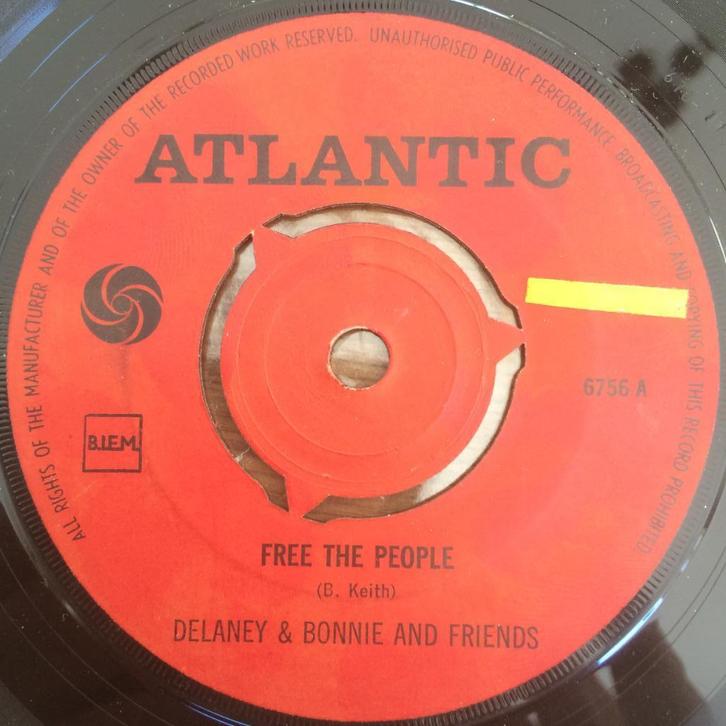 ALL RIGHTS OF THE MANUFACTURER AND OF THE OWNER OF THE RECORDED WORK RESERVED. UNAUTHORISED PUBLIC PERFORMANCE BROADCASTING AND COPYING OF THIS RECORD PROHIBITED
ATLANTIC
6756 A
B.I.E.M.
FREE THE PEOPLE
(B. Keith)
DELANEY & BONNIE AND FRIENDS